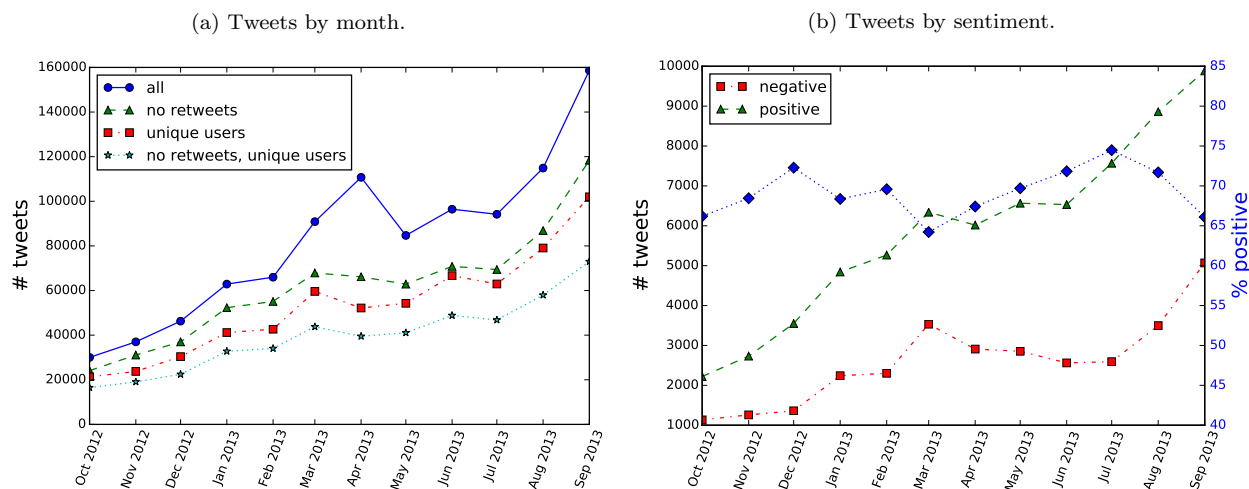 (a) Tweets by month.
160000
140000
120000
100000
80000
60000
40000
20000
0
# tweets
all
no retweets
unique users
no retweets, unique users
Oct 2012
Nov 2012
Dec 2012
Jan 2013
Feb 2013
Mar 2013
Apr 2013
May 2013
Jun 2013
Jul 2013
Aug 2013
Sep 2013
(b) Tweets by sentiment.
10000
9000
8000
7000
6000
5000
4000
3000
2000
1000
# tweets
negative
positive
85
80
75
70
65
60
55
50
45
40
% positive
Oct 2012
Nov 2012
Dec 2012
Jan 2013
Feb 2013
Mar 2013
Apr 2013
May 2013
Jun 2013
Jul 2013
Aug 2013
Sep 2013